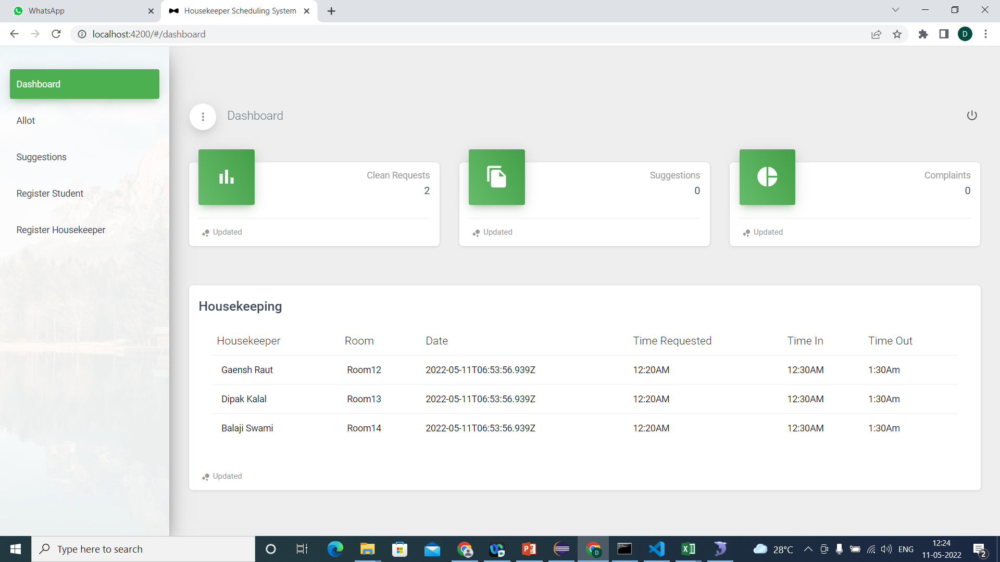 WhatsApp
Housekeeper Scheduling System
localhost:4200/#/dashboard
D
Dashboard
Allot
Suggestions
Register Student
Register Housekeeper
Dashboard
Clean Requests
2
Updated
Suggestions
0
Updated
Complaints
0
Updated
Housekeeping
Housekeeper Room Date Time Requested Time In Time Out
Gaensh Raut Room12 2022-05-11T06:53:56.939Z 12:20AM 12:30AM 1:30Am
Dipak Kalal Room13 2022-05-11T06:53:56.939Z 12:20AM 12:30AM 1:30Am
Balaji Swami Room14 2022-05-11T06:53:56.939Z 12:20AM 12:30AM 1:30Am
Updated
Type here to search
28°C
ENG
12:24
11-05-2022
2